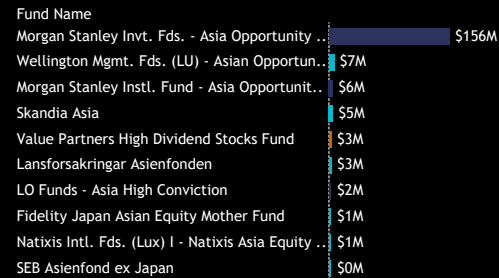 Fund Name
Morgan Stanley Invt. Fds. - Asia Opportunity .. $156M
Wellington Mgmt. Fds. (LU) - Asian Opportun.. $7M
Morgan Stanley Instl. Fund - Asia Opportunit.. $6M
Skandia Asia $5M
Value Partners High Dividend Stocks Fund $3M
Lansforsakringar Asienfonden $3M
LO Funds - Asia High Conviction $2M
Fidelity Japan Asian Equity Mother Fund $1M
Natixis Intl. Fds. (Lux) I - Natixis Asia Equity .. $1M
SEB Asienfond ex Japan $0M